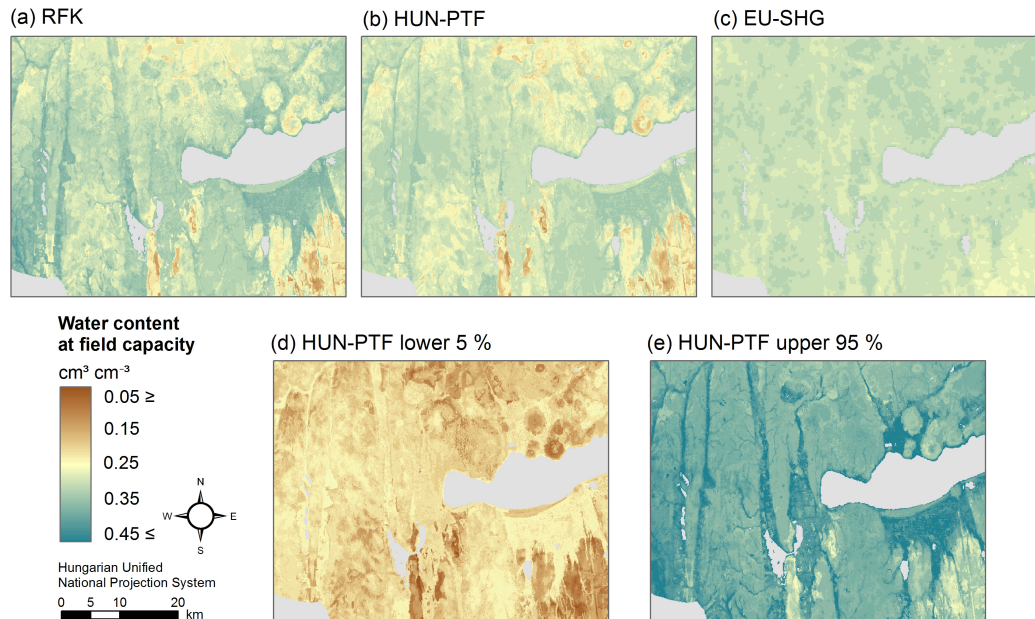 (a) RFK
(b) HUN-PTF
(c) EU-SHG
Water content
at field capacity
cm³ cm⁻³
0.05 ≥
0.15
0.25
0.35
0.45 ≤
N
W
E
S
Hungarian Unified
National Projection System
0 5 10 20
km
(d) HUN-PTF lower 5 %
(e) HUN-PTF upper 95 %